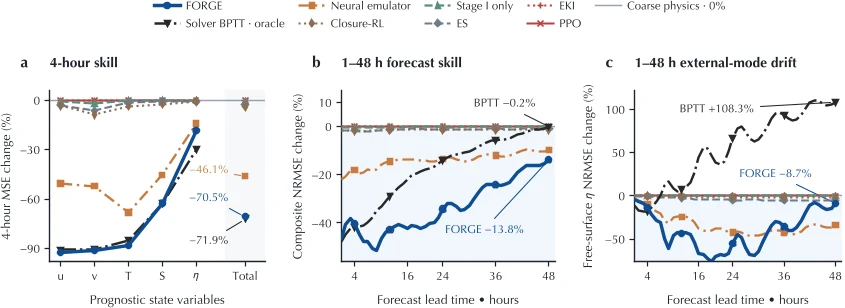 FORGE
Neural emulator
Stage I only
EKI
Coarse physics · 0%
Solver BPTT · oracle
Closure-RL
ES
PPO
a 4-hour skill
4-hour MSE change (%)
0
−30
−60
−90
−46.1%
−70.5%
−71.9%
u v T S η Total
Prognostic state variables
b 1–48 h forecast skill
Composite NRMSE change (%)
10
0
−20
−40
BPTT −0.2%
FORGE −13.8%
4 16 24 36 48
Forecast lead time • hours
c 1–48 h external-mode drift
Free-surface η NRMSE change (%)
100
50
0
−50
BPTT +108.3%
FORGE −8.7%
4 16 24 36 48
Forecast lead time • hours